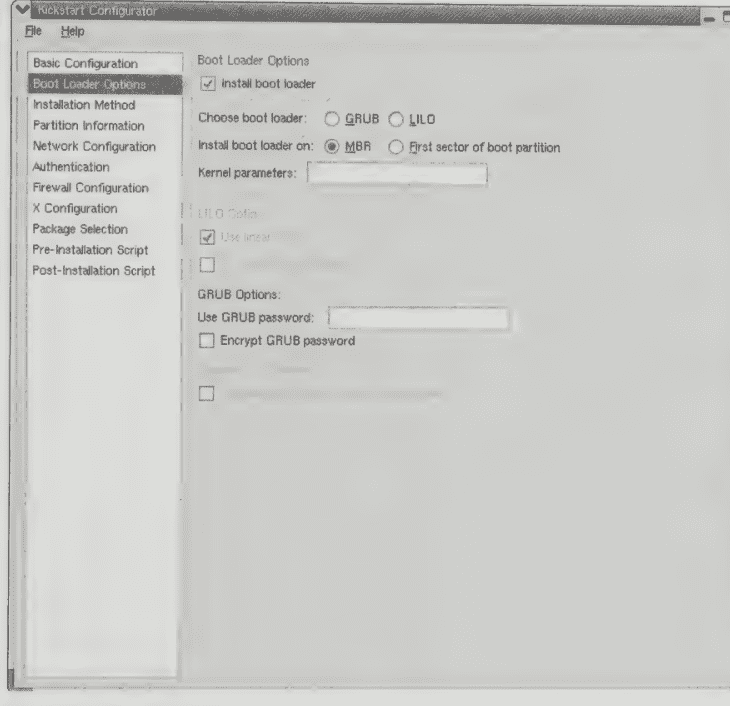 Kickstart Configurator
File Help
Basic Configuration
Boot Loader Options
Installation Method
Partition Information
Network Configuration
Authentication
Firewall Configuration
X Configuration
Package Selection
Pre-Installation Script
Post-Installation Script
Boot Loader Options
Install boot loader
Choose boot loader: GRUB LILO
Install boot loader on: MBR First sector of boot partition
Kernel parameters:
LILO
Use linear
GRUB Options:
Use GRUB password:
Encrypt GRUB password